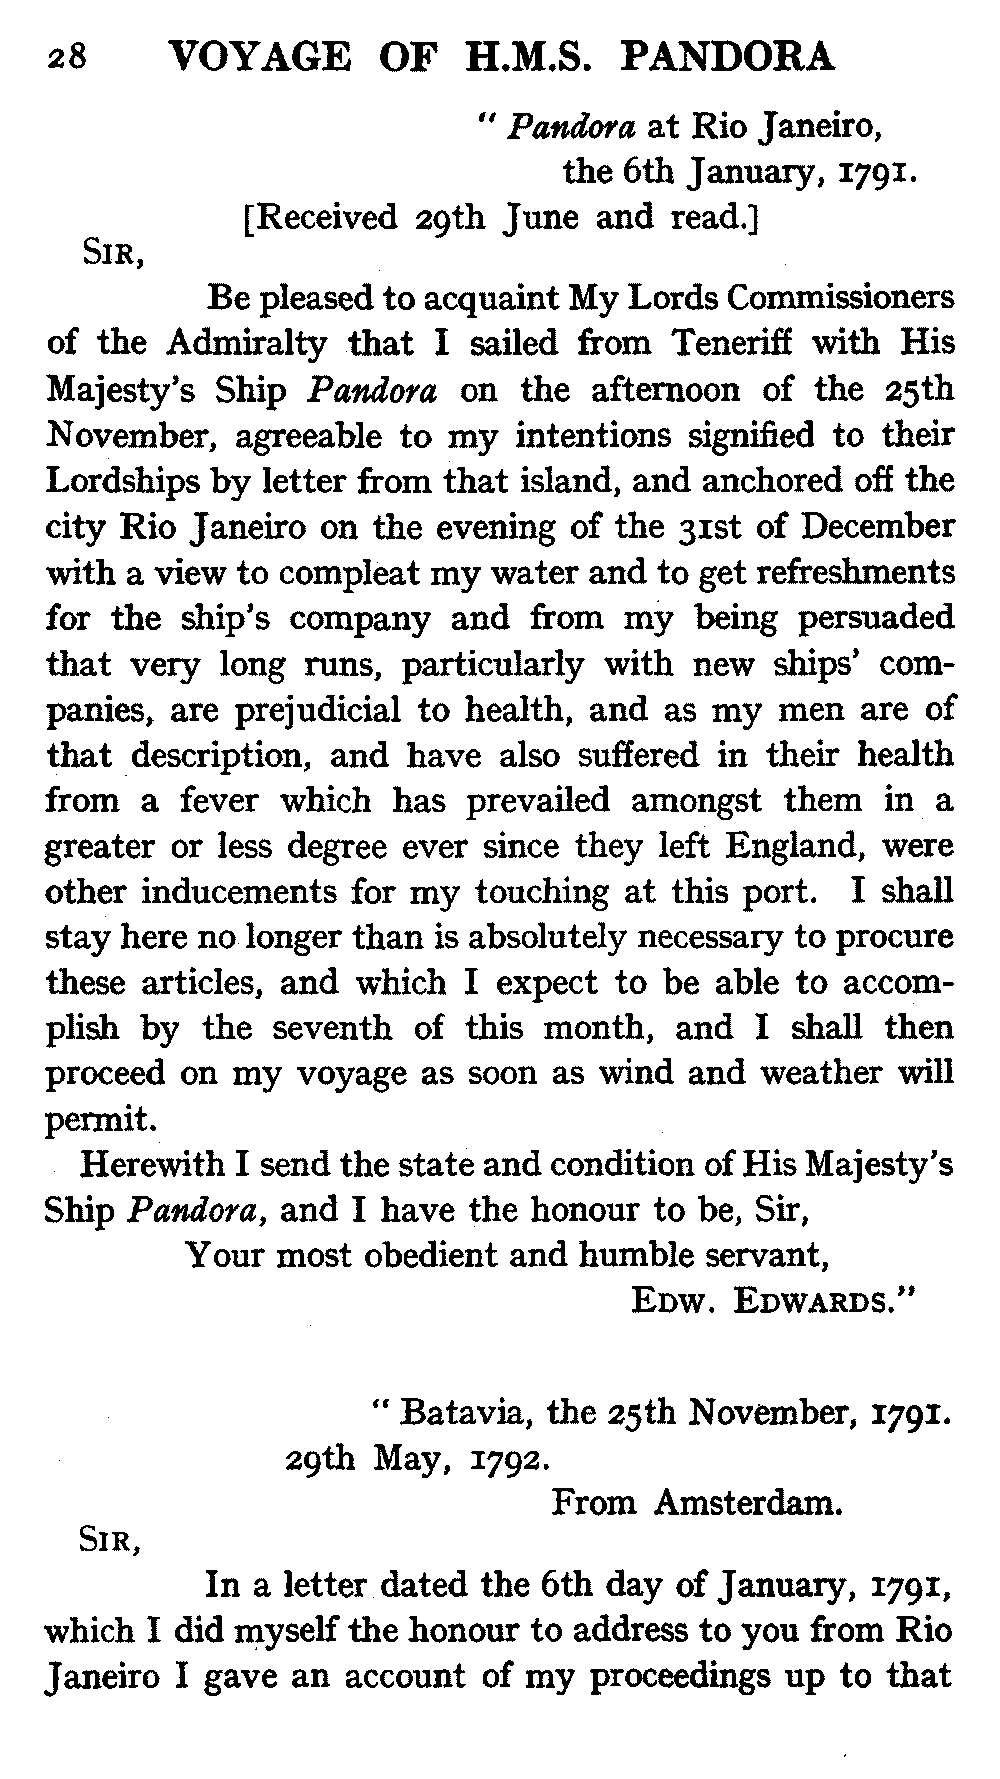 28 VOYAGE OF H.M.S. PANDORA
" Pandora at Rio Janeiro,
the 6th January, 1791.
[Received 29th June and read.]
SIR,
Be pleased to acquaint My Lords Commissioners
of the Admiralty that I sailed from Teneriff with His
Majesty's Ship Pandora on the afternoon of the 25th
November, agreeable to my intentions signified to their
Lordships by letter from that island, and anchored off the
city Rio Janeiro on the evening of the 31st of December
with a view to compleat my water and to get refreshments
for the ship's company and from my being persuaded
that very long runs, particularly with new ships' com-
panies, are prejudicial to health, and as my men are of
that description, and have also suffered in their health
from a fever which has prevailed amongst them in a
greater or less degree ever since they left England, were
other inducements for my touching at this port. I shall
stay here no longer than is absolutely necessary to procure
these articles, and which I expect to be able to accom-
plish by the seventh of this month, and I shall then
proceed on my voyage as soon as wind and weather will
permit.
Herewith I send the state and condition of His Majesty's
Ship Pandora, and I have the honour to be, Sir,
Your most obedient and humble servant,
EDW. EDWARDS."
" Batavia, the 25th November, 1791.
29th May, 1792.
From Amsterdam.
SIR,
In a letter dated the 6th day of January, 1791,
which I did myself the honour to address to you from Rio
Janeiro I gave an account of my proceedings up to that